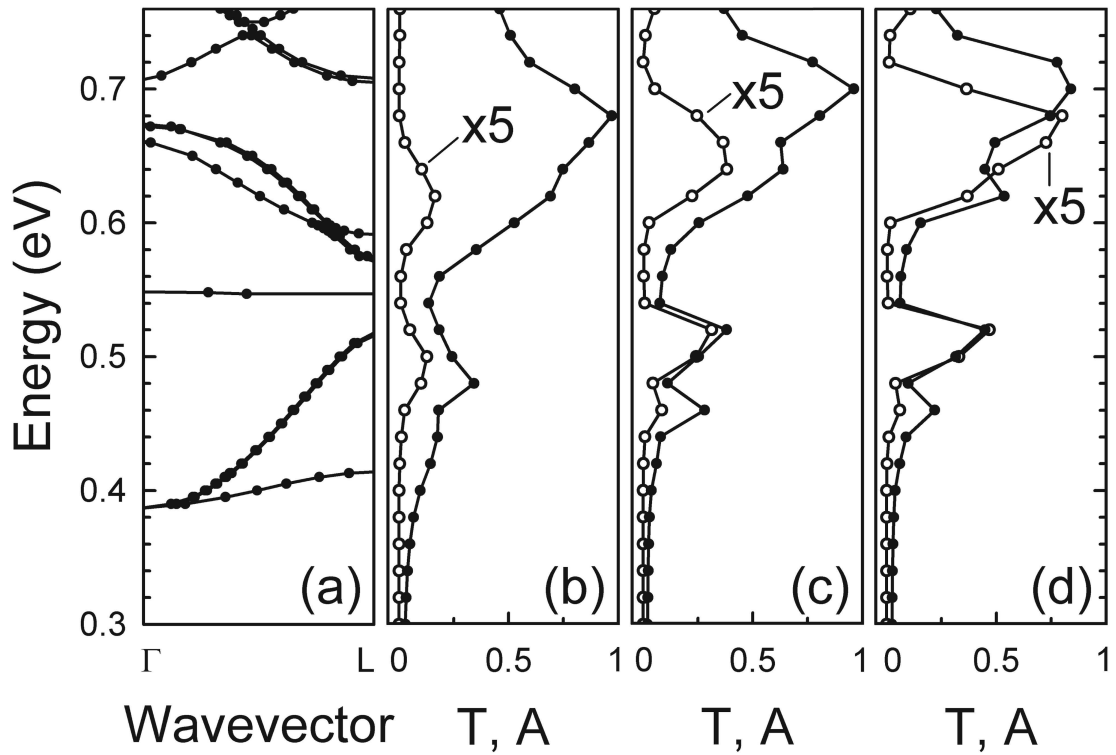 Energy (eV)
0.7
0.6
0.5
0.4
0.3
x5
x5
x5
(a)
(b)
(c)
(d)
Γ L 0 0.5 1 0 0.5 1 0 0.5 1
Wavevector T, A T, A T, A